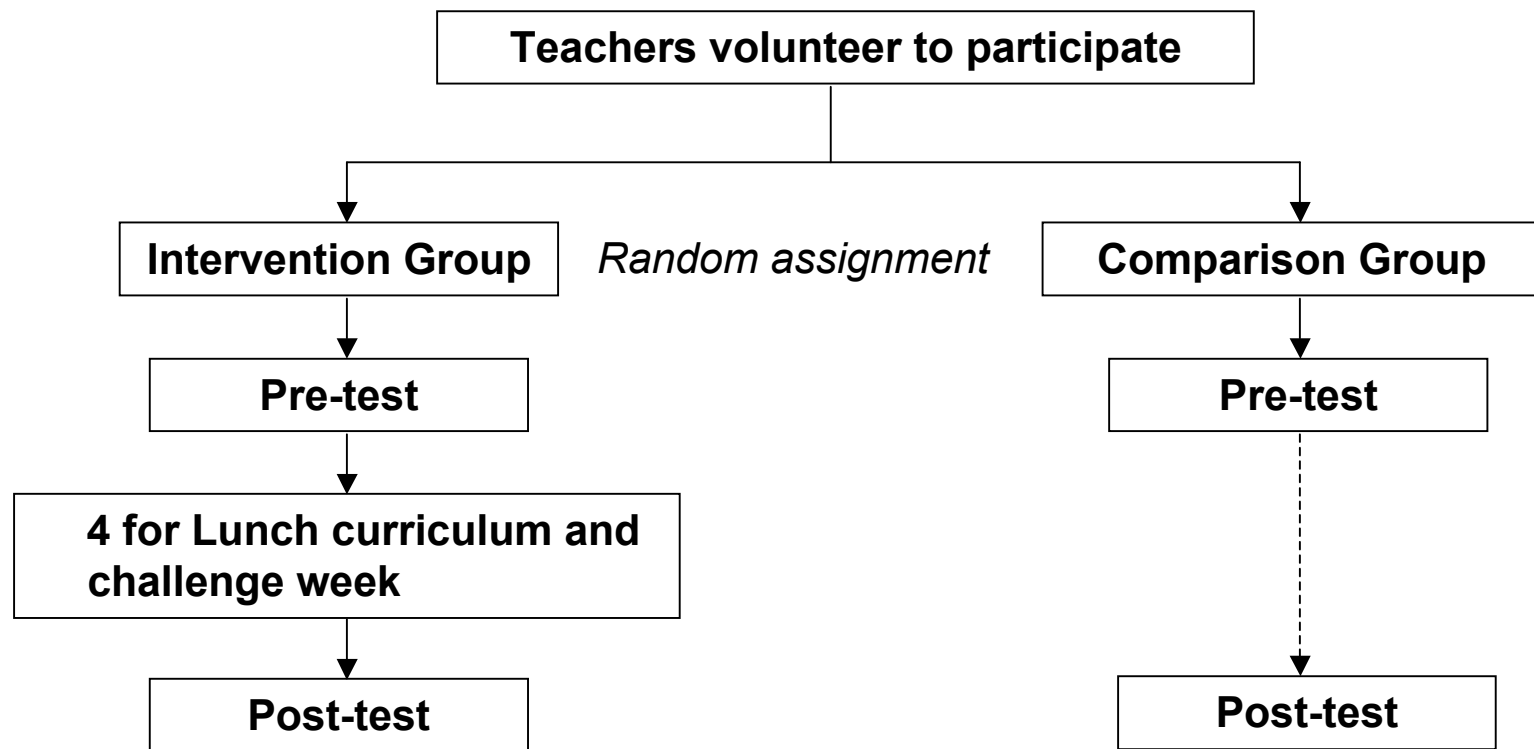 Teachers volunteer to participate
Intervention Group
Random assignment
Comparison Group
Pre-test
Pre-test
4 for Lunch curriculum and
challenge week
Post-test
Post-test